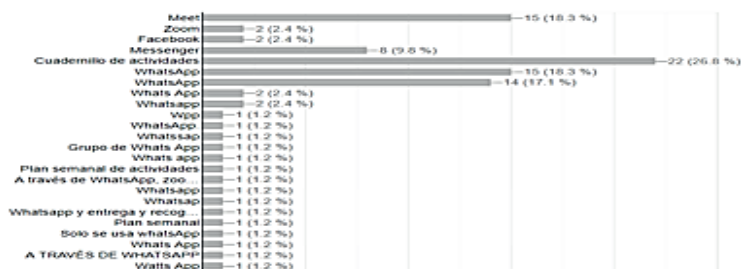 Meet 15 (18.3 %)
Zoom 2 (2.4 %)
Facebook 2 (2.4 %)
Messenger 8 (9.8 %)
Cuadernillo de actividades 22 (26.8 %)
WhatsApp 15 (18.3 %)
WhatsApp 14 (17.1 %)
Whats App 2 (2.4 %)
Whatsapp 2 (2.4 %)
Wpp 1 (1.2 %)
WhatsApp 1 (1.2 %)
Whatssap 1 (1.2 %)
Grupo de Whats App 1 (1.2 %)
Whats app 1 (1.2 %)
Plan semanal de actividades 1 (1.2 %)
A través de WhatsApp, zoo... 1 (1.2 %)
Whatsapp 1 (1.2 %)
Whatsap 1 (1.2 %)
Whatsapp y entrega y recog... 1 (1.2 %)
Plan semanal 1 (1.2 %)
Solo se usa whatsApp 1 (1.2 %)
Whats App 1 (1.2 %)
A TRAVÉS DE WHATSAPP 1 (1.2 %)
Watts App 1 (1.2 %)